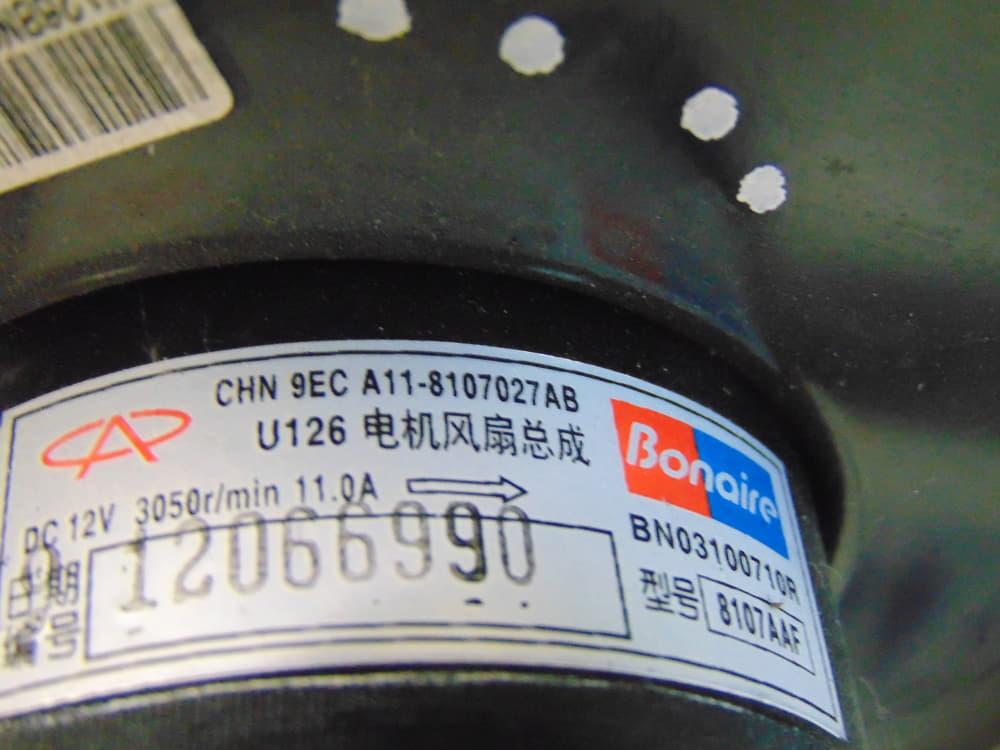 CHN 9EC A11-8107027AB
U126 电机风扇总成
DC 12V 3050r/min 11.0A
日期
编号
12066990
Bonaire
BN03100710R
型号 8107AAF